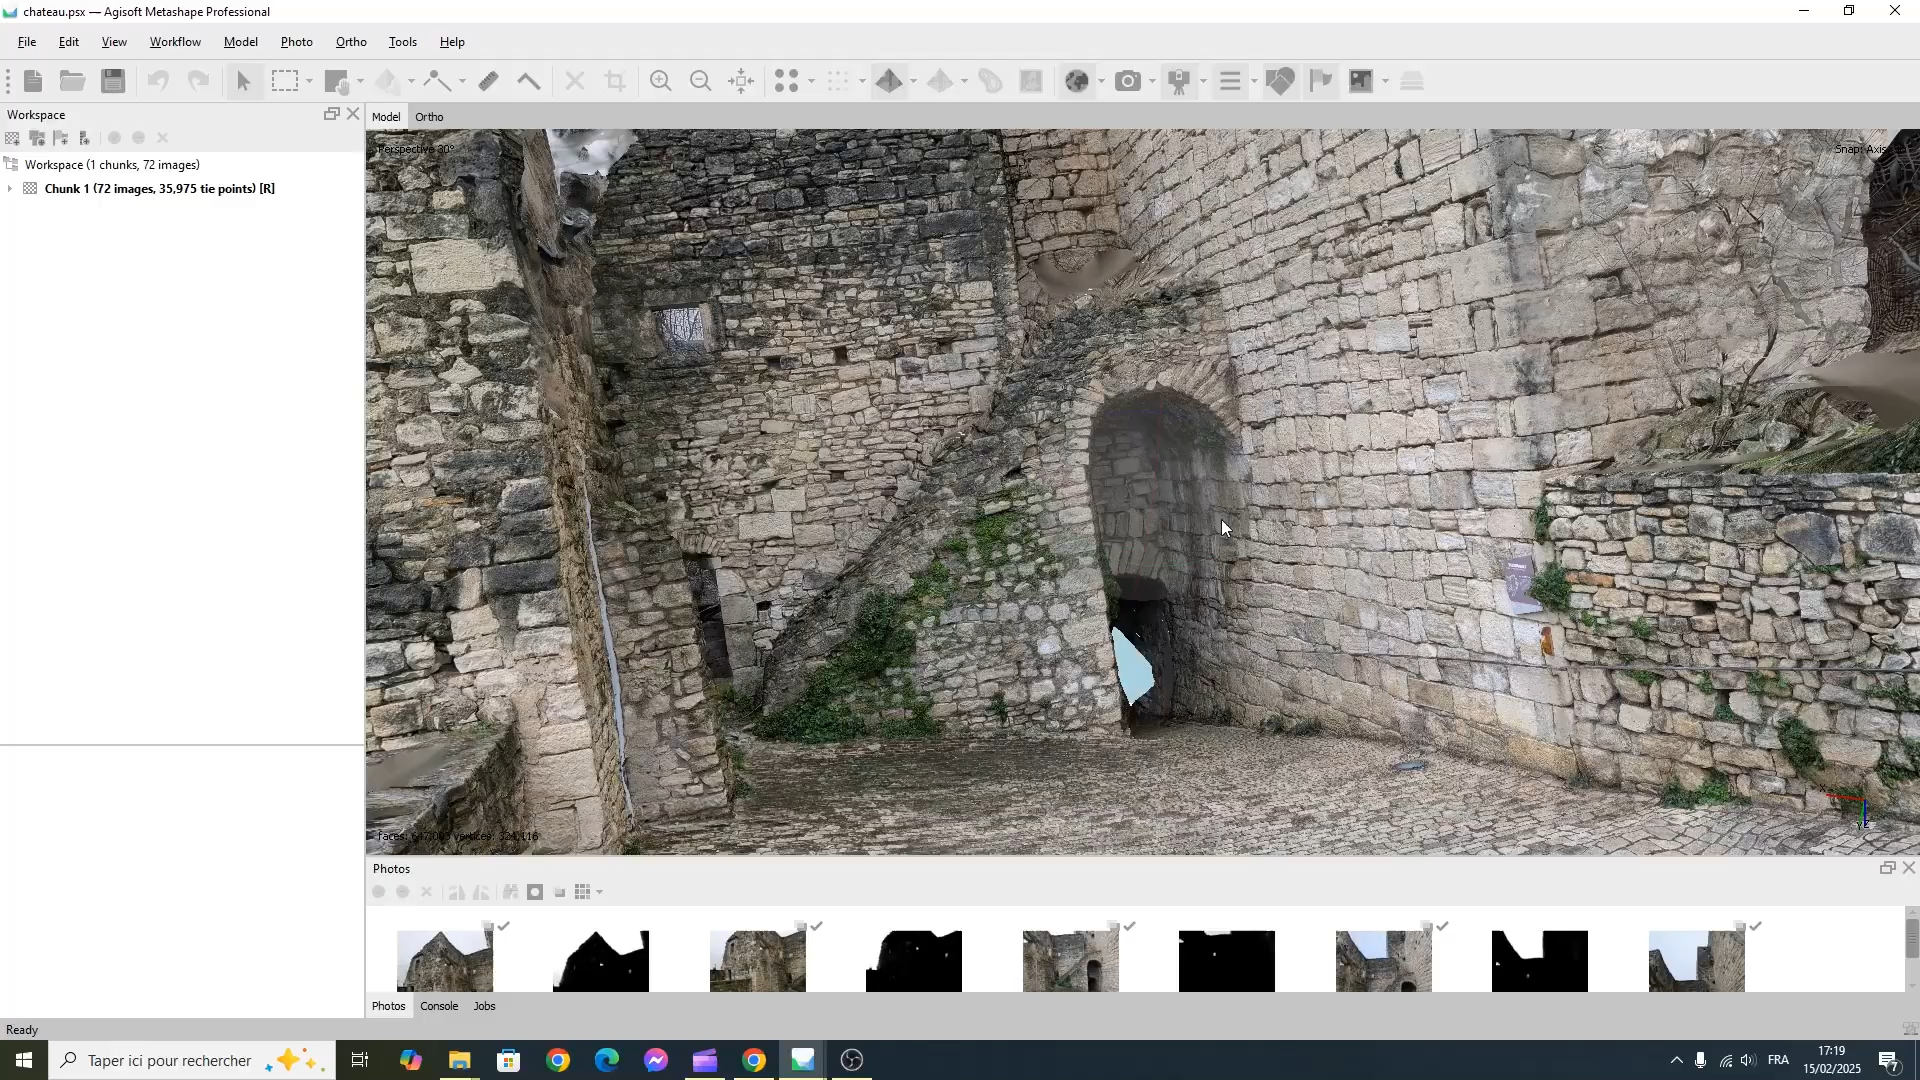 chateau.psx — Agisoft Metashape Professional
File Edit View Workflow Model Photo Ortho Tools Help
Workspace
Model Ortho
Perspective 30°
Snap: Axis
Workspace (1 chunks, 72 images)
Chunk 1 (72 images, 35,975 tie points) [R]
X
Photos
Photos Console Jobs
Ready
Taper ici pour rechercher
FRA
17:19
15/02/2025
7